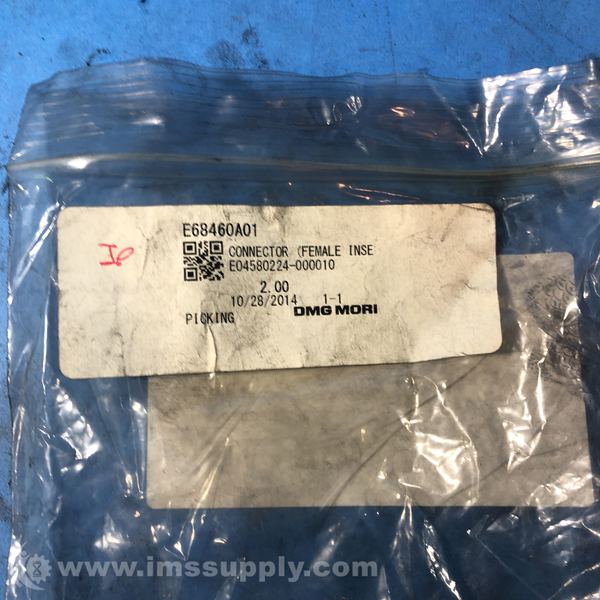 E68460A01
CONNECTOR (FEMALE INSE
E04580224-000010
2.00
10/28/2014 1-1
PICKING DMG MORI
www.imssupply.com